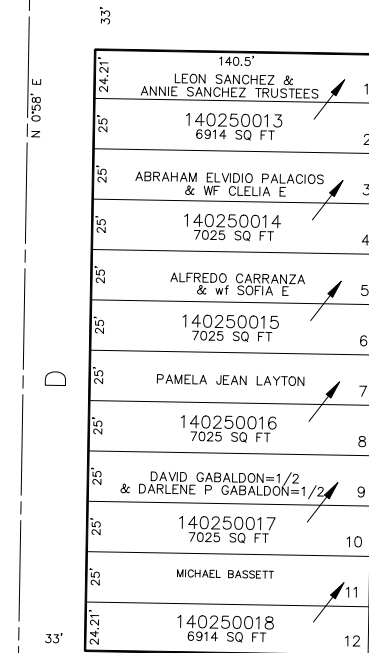 33'
140.5'
24.21'
LEON SANCHEZ &
ANNIE SANCHEZ TRUSTEES
1
N 0°58' E
25'
140250013
6914 SQ FT
2
25'
ABRAHAM ELVIDIO PALACIOS
& WF CLELIA E
3
25'
140250014
7025 SQ FT
4
25'
ALFREDO CARRANZA
& wf SOFIA E
5
25'
140250015
7025 SQ FT
6
D
25'
PAMELA JEAN LAYTON
7
25'
140250016
7025 SQ FT
8
25'
DAVID GABALDON=1/2
& DARLENE P GABALDON=1/2
9
25'
140250017
7025 SQ FT
10
25'
MICHAEL BASSETT
11
33'
24.21'
140250018
6914 SQ FT
12